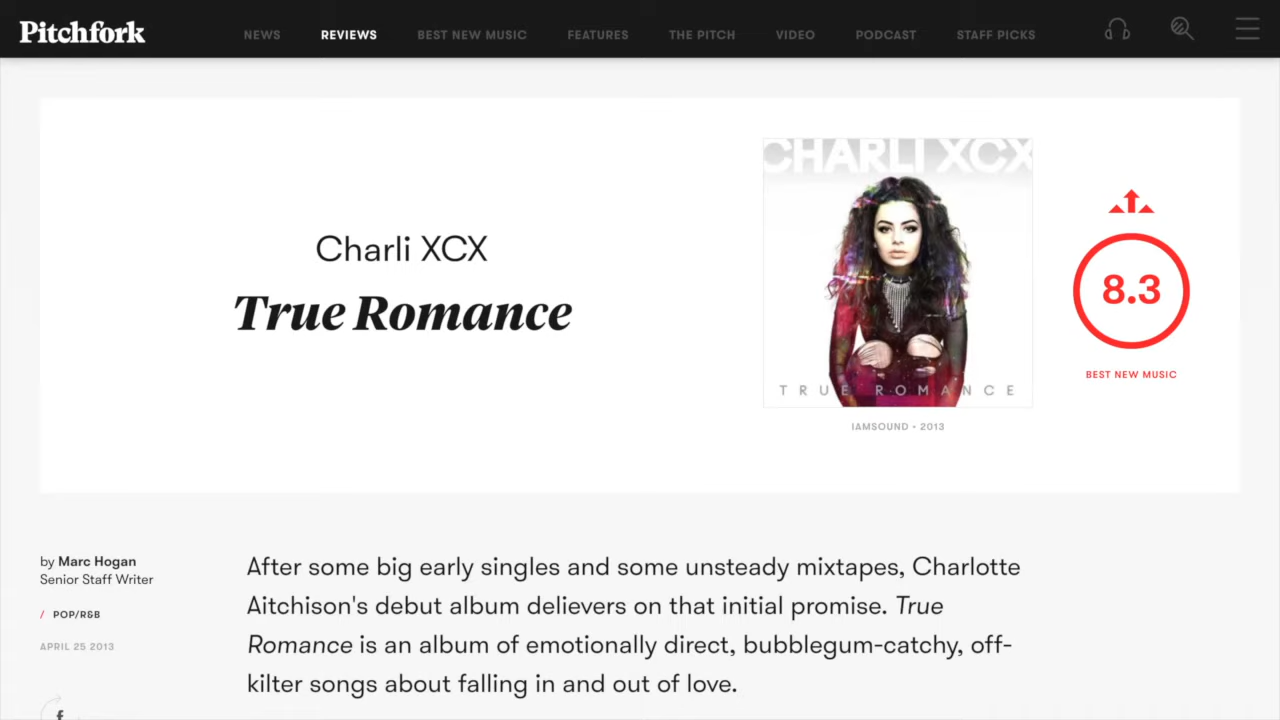 Pitchfork
NEWS
REVIEWS
BEST NEW MUSIC
FEATURES
THE PITCH
VIDEO
PODCAST
STAFF PICKS
Charli XCX
True Romance
CHARLI XCX
TRUE ROMANCE
IAMSOUND • 2013
8.3
BEST NEW MUSIC
by Marc Hogan
Senior Staff Writer
/ POP/R&B
APRIL 25 2013
After some big early singles and some unsteady mixtapes, Charlotte
Aitchison's debut album delievers on that initial promise. True
Romance is an album of emotionally direct, bubblegum-catchy, off-
kilter songs about falling in and out of love.